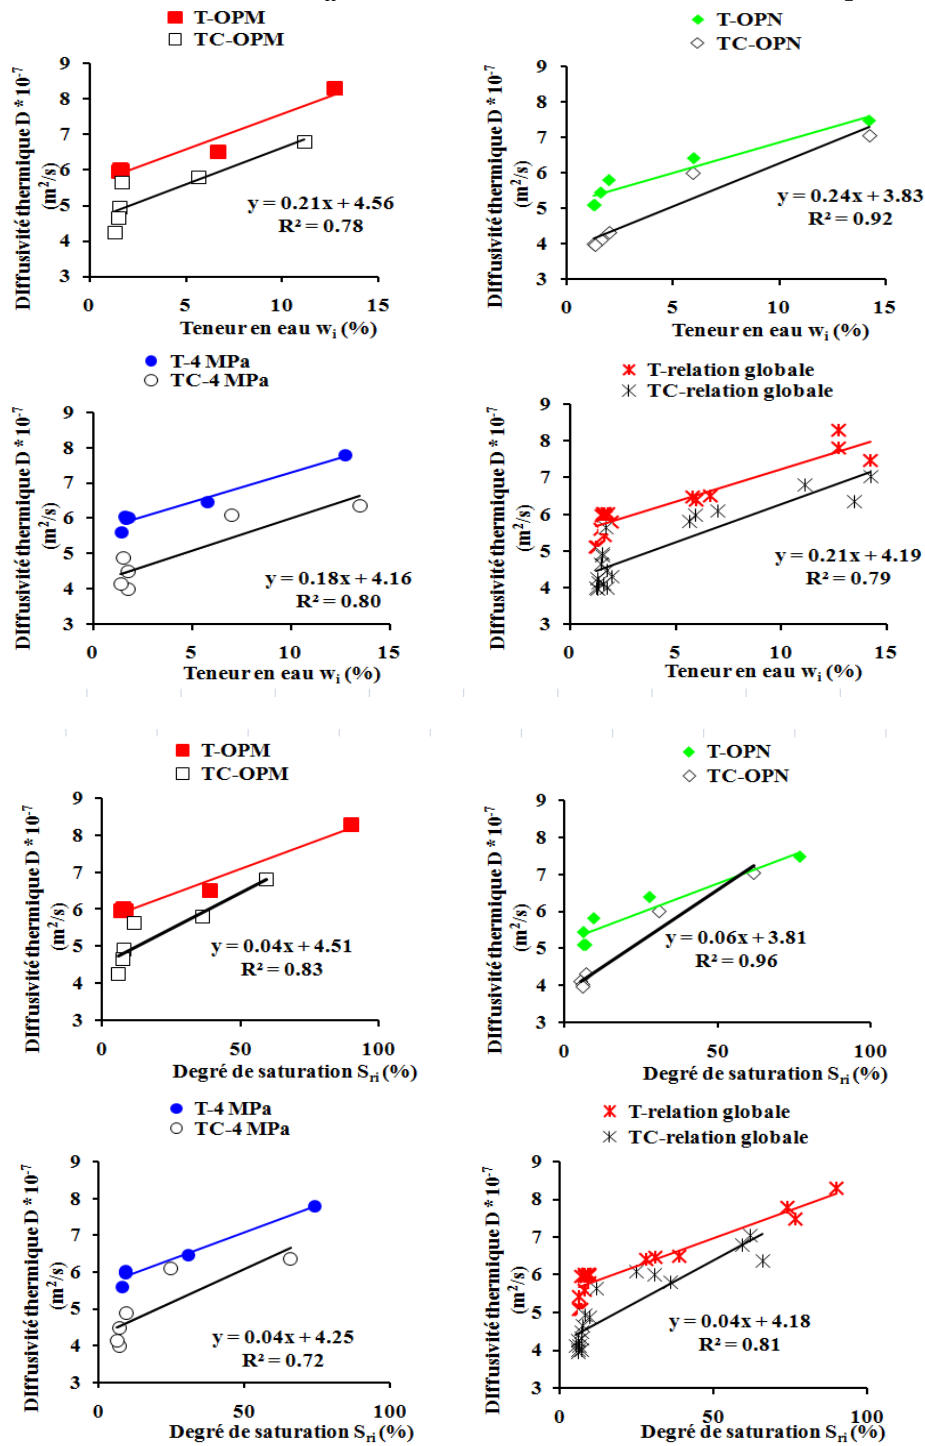 T-OPM
TC-OPM
DIffusivité thermique D * 10-7
(m²/s)
9
8
7
6
5
4
3
y = 0.21x + 4.56
R² = 0.78
0 5 10 15
Teneur en eau wi (%)
T-OPN
TC-OPN
DIffusivité thermique D * 10-7
(m²/s)
9
8
7
6
5
4
3
y = 0.24x + 3.83
R² = 0.92
0 5 10 15
Teneur en eau wi (%)
T-4 MPa
TC-4 MPa
DIffusivité thermique D * 10-7
(m²/s)
9
8
7
6
5
4
3
y = 0.18x + 4.16
R² = 0.80
0 5 10 15
Teneur en eau wi (%)
T-relation globale
TC-relation globale
DIffusivité thermique D * 10-7
(m²/s)
9
8
7
6
5
4
3
y = 0.21x + 4.19
R² = 0.79
0 5 10 15
Teneur en eau wi (%)
T-OPM
TC-OPM
DIffusivité thermique D * 10-7
(m²/s)
9
8
7
6
5
4
3
y = 0.04x + 4.51
R² = 0.83
0 50 100
Degré de saturation Sri (%)
T-OPN
TC-OPN
DIffusivité thermique D * 10-7
(m²/s)
9
8
7
6
5
4
3
y = 0.06x + 3.81
R² = 0.96
0 50 100
Degré de saturation Sri (%)
T-4 MPa
TC-4 MPa
DIffusivité thermique D * 10-7
(m²/s)
9
8
7
6
5
4
3
y = 0.04x + 4.25
R² = 0.72
0 50 100
Degré de saturation Sri (%)
T-relation globale
TC-relation globale
DIffusivité thermique D * 10-7
(m²/s)
9
8
7
6
5
4
3
y = 0.04x + 4.18
R² = 0.81
0 50 100
Degré de saturation Sri (%)